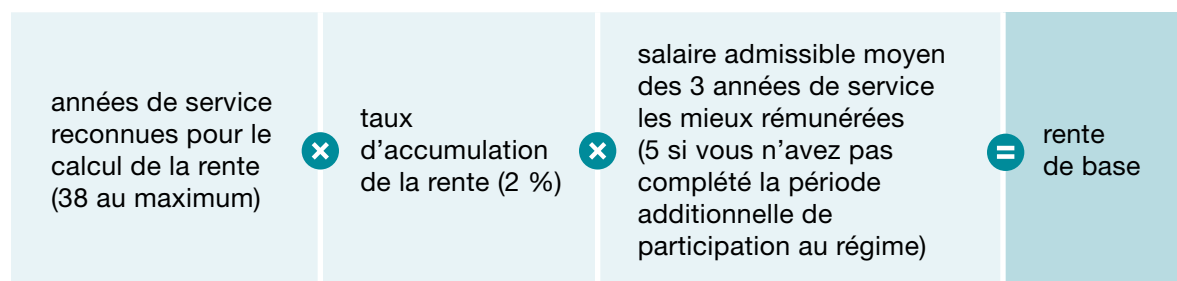 années de service
reconnues pour le
calcul de la rente
(38 au maximum)
×
taux
d’accumulation
de la rente (2 %)
×
salaire admissible moyen
des 3 années de service
les mieux rémunérées
(5 si vous n’avez pas
complété la période
additionnelle de
participation au régime)
=
rente
de base